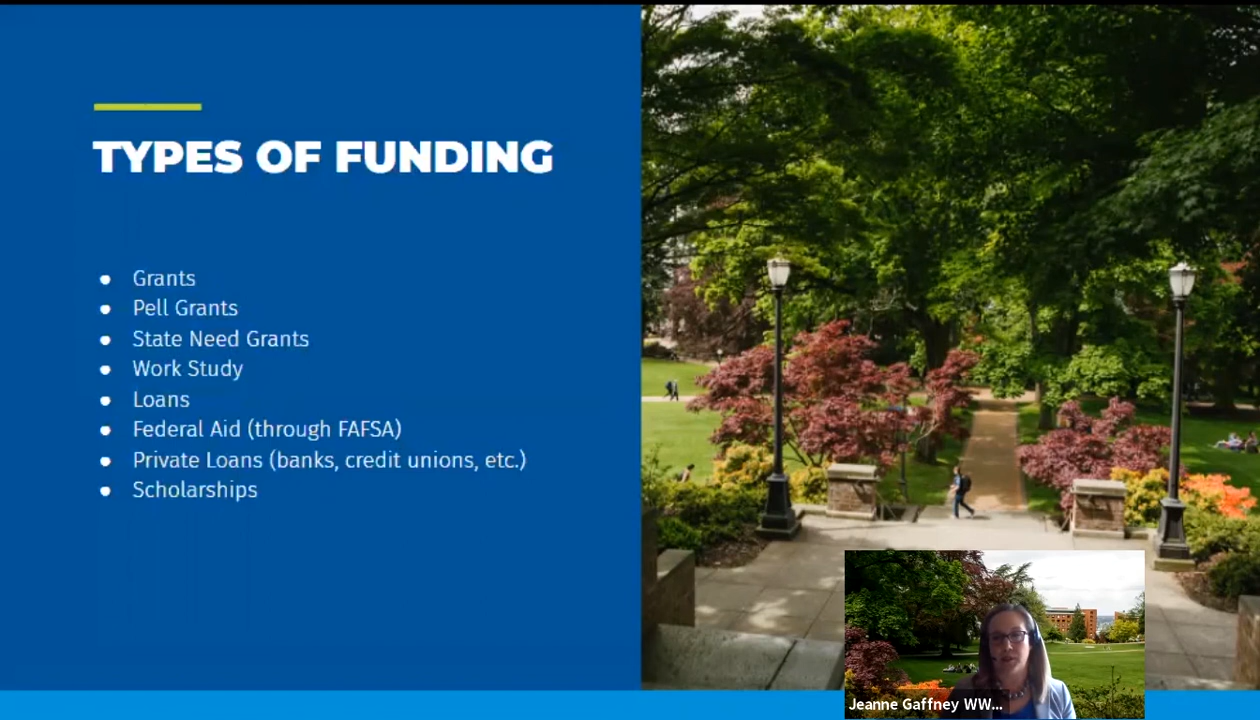 TYPES OF FUNDING
● Grants
● Pell Grants
● State Need Grants
● Work Study
● Loans
● Federal Aid (through FAFSA)
● Private Loans (banks, credit unions, etc.)
● Scholarships
Jeanne Gaffney WW...